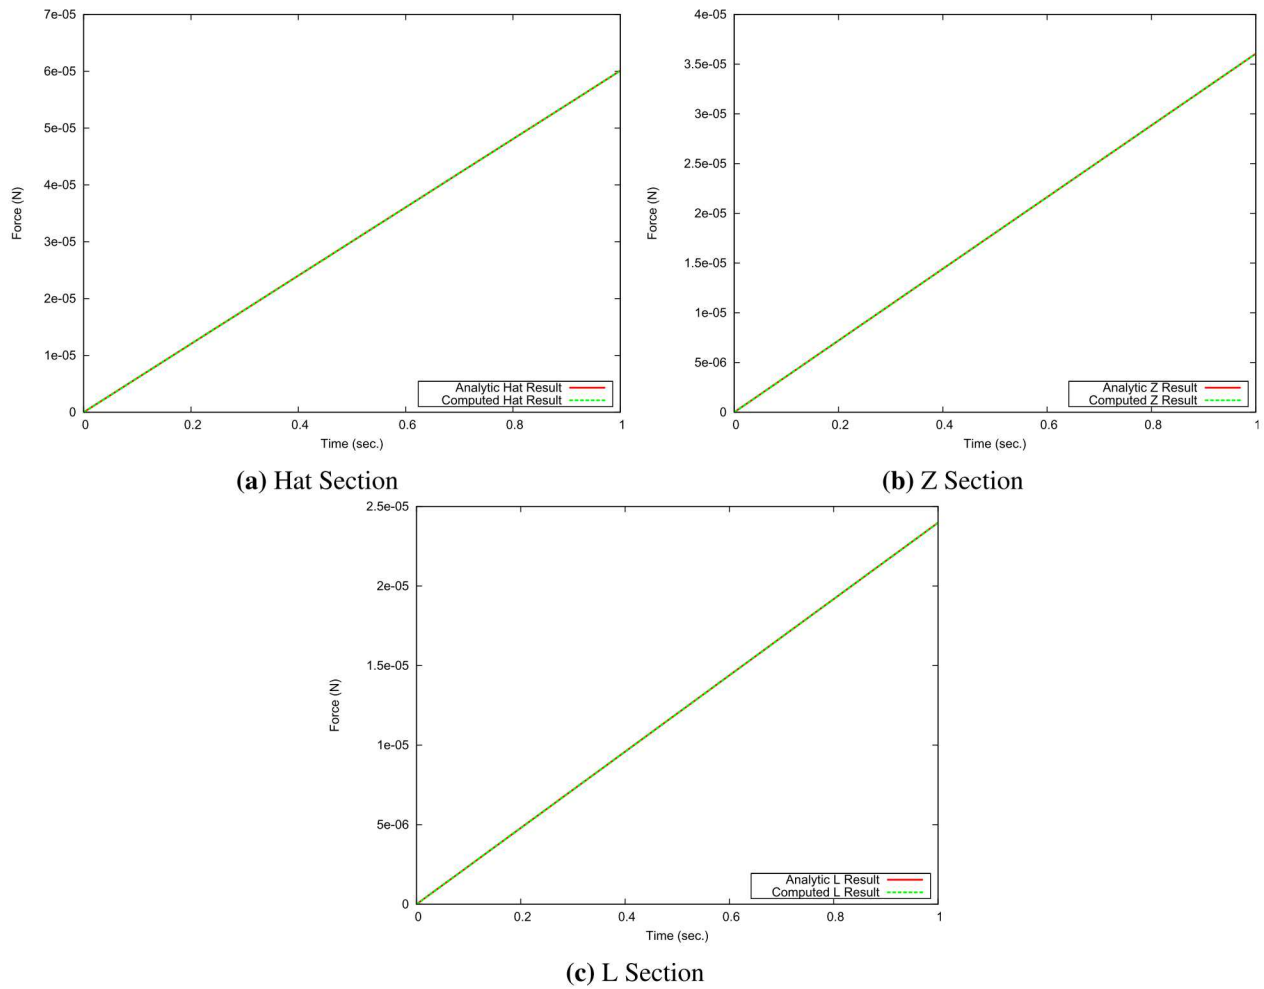 7e-05
6e-05
5e-05
4e-05
3e-05
2e-05
1e-05
0
Force (N)
0 0.2 0.4 0.6 0.8 1
Time (sec.)
Analytic Hat Result
Computed Hat Result
(a) Hat Section
4e-05
3.5e-05
3e-05
2.5e-05
2e-05
1.5e-05
1e-05
5e-06
0
Force (N)
0 0.2 0.4 0.6 0.8 1
Time (sec.)
Analytic Z Result
Computed Z Result
(b) Z Section
2.5e-05
2e-05
1.5e-05
1e-05
5e-06
0
Force (N)
0 0.2 0.4 0.6 0.8 1
Time (sec.)
Analytic L Result
Computed L Result
(c) L Section